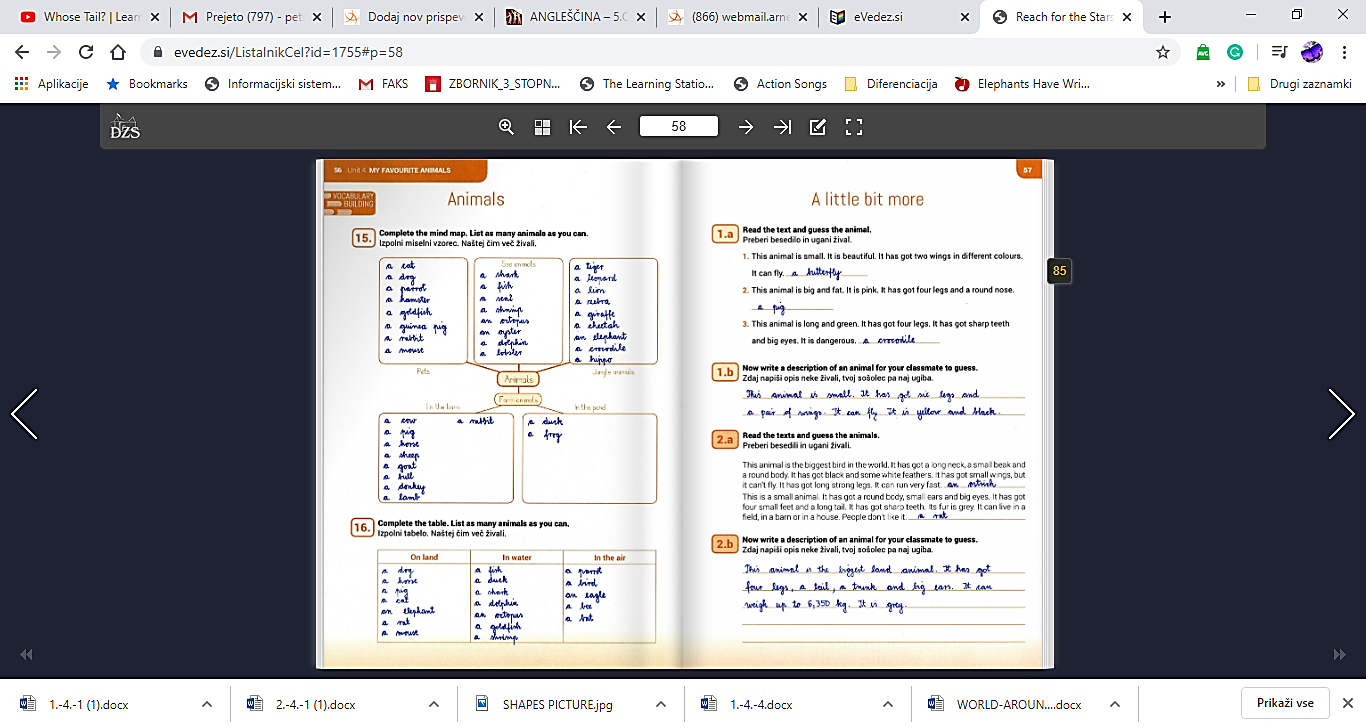 Whose Tail? | Learn
Prejeto (797) - pet
Dodaj nov prispev
ANGLEŠČINA – 5.C
(866) webmail.arne
eVedez.si
Reach for the Stars
evedez.si/ListalnikCel?id=1755#p=58
Aplikacije
Bookmarks
Informacijski sistem...
FAKS
ZBORNIK_3_STOPN...
The Learning Statio...
Action Songs
Diferenciacija
Elephants Have Wri...
»
Drugi zaznamki
DZS
58
56 Unit 4 MY FAVOURITE ANIMALS
VOCABULARY
BUILDING
Animals
15. Complete the mind map. List as many animals as you can.
Izpolni miselni vzorec. Naštej čim več živali.
a cat
a dog
a parrot
a hamster
a goldfish
a guinea pig
a rabbit
a mouse
Pets
Sea animals
a shark
a fish
a seal
a shrimp
an octopus
an oyster
a dolphin
a lobster
a tiger
a leopard
a lion
a zebra
a giraffe
a cheetah
an elephant
a crocodile
a hippo
Jungle animals
Animals
Farm animals
In the barn
a cow
a rabbit
a pig
a horse
a sheep
a goat
a bull
a donkey
a lamb
In the pond
a duck
a frog
16. Complete the table. List as many animals as you can.
Izpolni tabelo. Naštej čim več živali.
On land
a dog
a horse
a pig
a cat
an elephant
a rat
a mouse
In water
a fish
a duck
a shark
a dolphin
an octopus
a goldfish
a shrimp
In the air
a parrot
a bird
an eagle
a bee
a bat
57
A little bit more
1.a Read the text and guess the animal.
Preberi besedilo in ugani žival.
1. This animal is small. It is beautiful. It has got two wings in different colours.
It can fly. a butterfly
2. This animal is big and fat. It is pink. It has got four legs and a round nose.
a pig
3. This animal is long and green. It has got four legs. It has got sharp teeth
and big eyes. It is dangerous. a crocodile
1.b Now write a description of an animal for your classmate to guess.
Zdaj napiši opis neke živali, tvoj sošolec pa naj ugiba.
This animal is small. It has got six legs and
a pair of wings. It can fly. It is yellow and black.
2.a Read the texts and guess the animals.
Preberi besedili in ugani živali.
This animal is the biggest bird in the world. It has got a long neck, a small beak and
a round body. It has got black and some white feathers. It has got small wings, but
it can't fly. It has got long strong legs. It can run very fast. an ostrich
This is a small animal. It has got a round body, small ears and big eyes. It has got
four small feet and a long tail. It has got sharp teeth. Its fur is grey. It can live in a
field, in a barn or in a house. People don't like it. a rat
2.b Now write a description of an animal for your classmate to guess.
Zdaj napiši opis neke živali, tvoj sošolec pa naj ugiba.
This animal is the biggest land animal. It has got
four legs, a tail, a trunk and big ears. It can
weigh up to 6,350 kg. It is grey.
85
1.-4.-1 (1).docx
2.-4.-1 (1).docx
SHAPES PICTURE.jpg
1.-4.-4.docx
WORLD-AROUN....docx
Prikaži vse